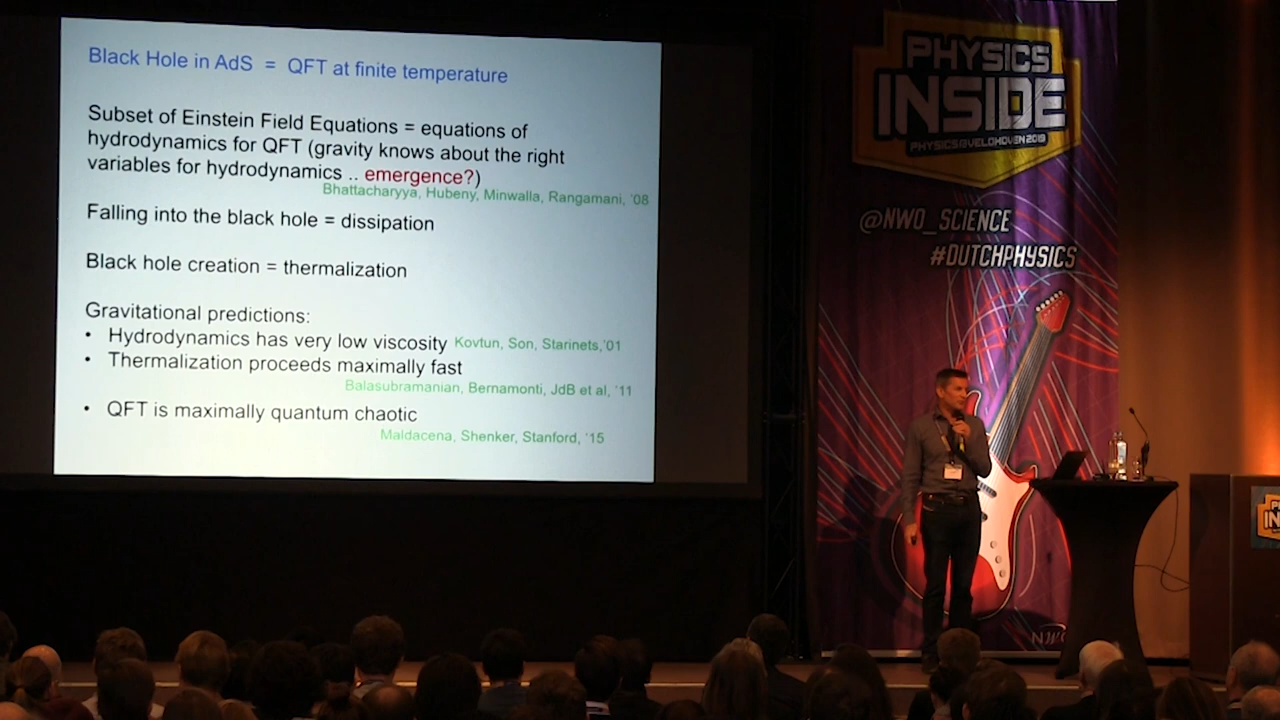 Black Hole in AdS = QFT at finite temperature
Subset of Einstein Field Equations = equations of
hydrodynamics for QFT (gravity knows about the right
variables for hydrodynamics .. emergence?)
Bhattacharyya, Hubeny, Minwalla, Rangamani, '08
Falling into the black hole = dissipation
Black hole creation = thermalization
Gravitational predictions:
• Hydrodynamics has very low viscosity Kovtun, Son, Starinets,'01
• Thermalization proceeds maximally fast
Balasubramanian, Bernamonti, JdB et al, '11
• QFT is maximally quantum chaotic
Maldacena, Shenker, Stanford, '15
PHYSICS
INSIDE
PHYSICS@VELDHOVEN 2019
@NWO_SCIENCE
#DUTCHPHYSICS
NWO